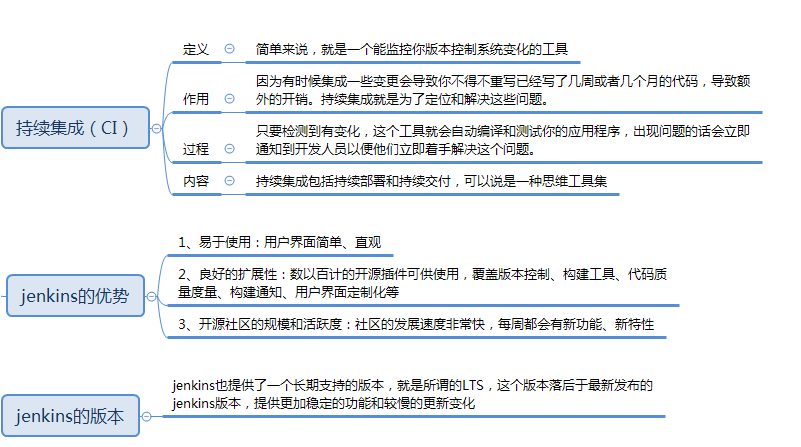 持续集成（CI）
定义
简单来说，就是一个能监控你版本控制系统变化的工具
作用
因为有时候集成一些变更会导致你不得不重写已经写了几周或者几个月的代码，导致额
外的开销。持续集成就是为了定位和解决这些问题。
过程
只要检测到有变化，这个工具就会自动编译和测试你的应用程序，出现问题的话会立即
通知到开发人员以便他们立即着手解决这个问题。
内容
持续集成包括持续部署和持续交付，可以说是一种思维工具集
jenkins的优势
1、易于使用：用户界面简单、直观
2、良好的扩展性：数以百计的开源插件可供使用，覆盖版本控制、构建工具、代码质
量度量、构建通知、用户界面定制化等
3、开源社区的规模和活跃度：社区的发展速度非常快，每周都会有新功能、新特性
jenkins的版本
jenkins也提供了一个长期支持的版本，就是所谓的LTS，这个版本落后于最新发布的
jenkins版本，提供更加稳定的功能和较慢的更新变化